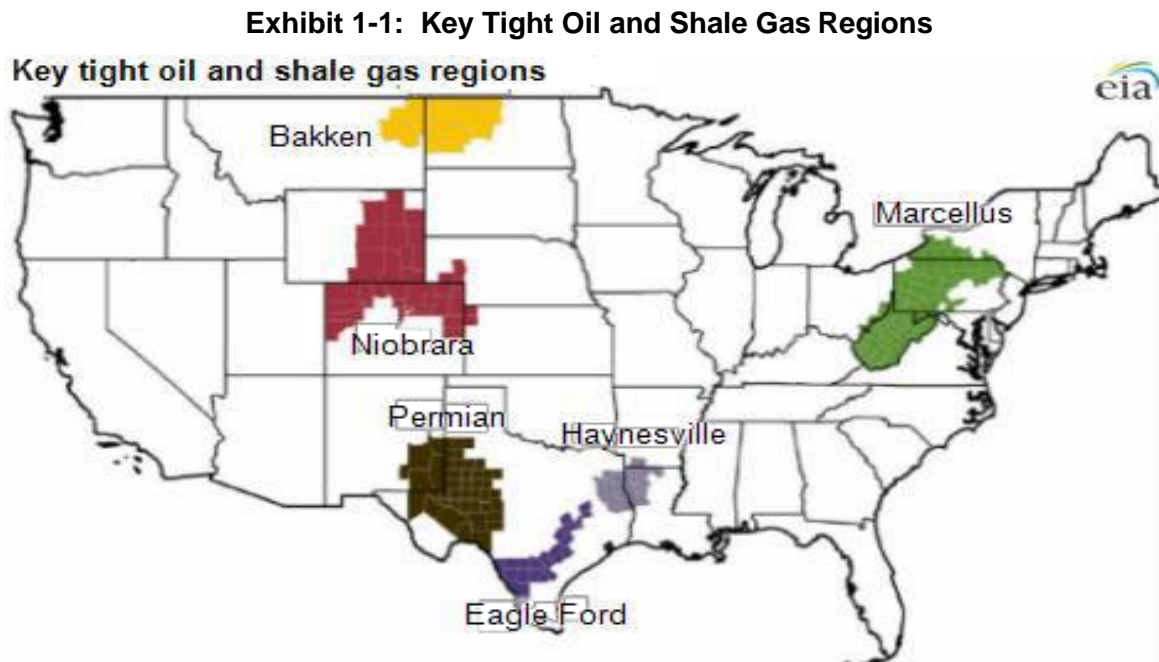 Exhibit 1-1: Key Tight Oil and Shale Gas Regions
Key tight oil and shale gas regions
eia
Bakken
Marcellus
Niobrara
Permian
Haynesville
Eagle Ford